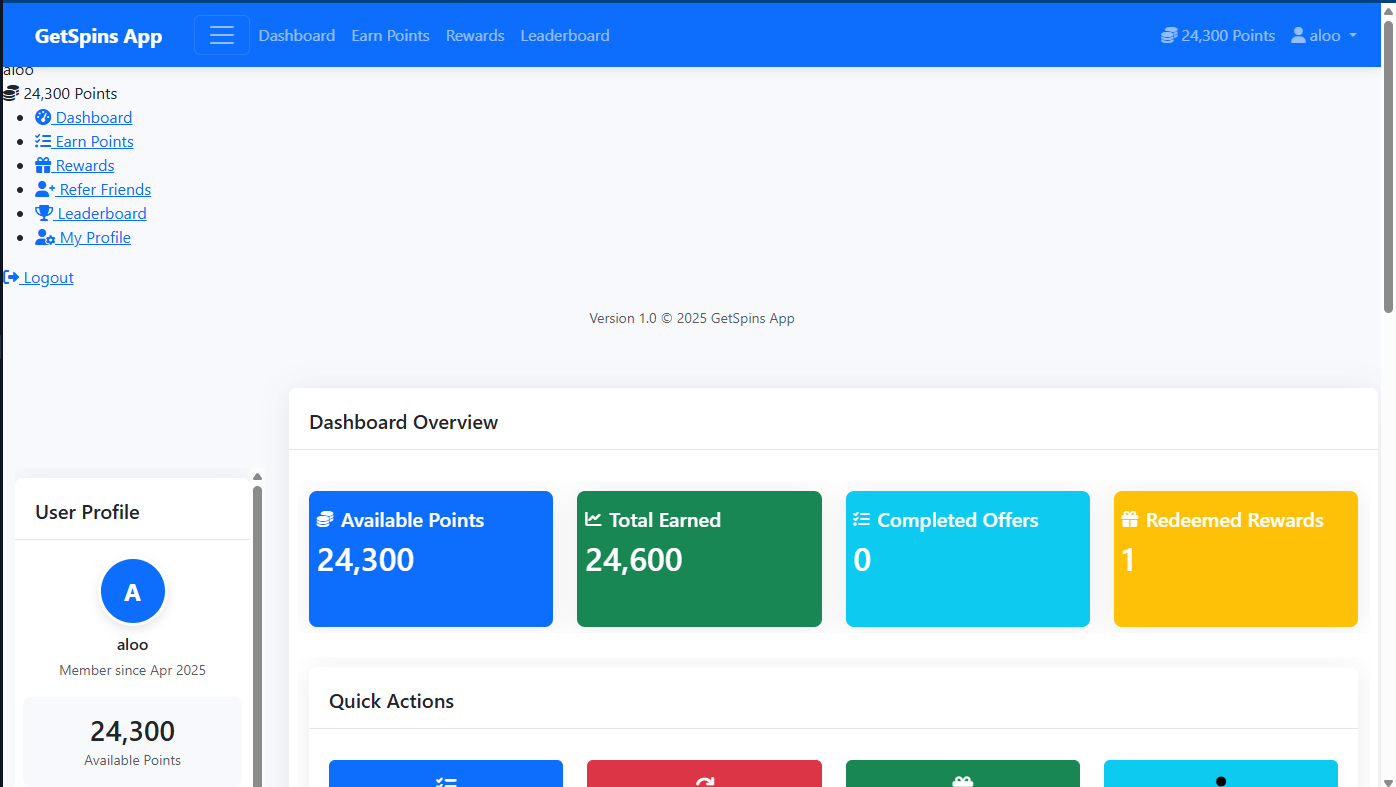 GetSpins App Dashboard Earn Points Rewards Leaderboard 24,300 Points aloo
aloo
24,300 Points
Dashboard
Earn Points
Rewards
Refer Friends
Leaderboard
My Profile
Logout
Version 1.0 © 2025 GetSpins App
Dashboard Overview
Available Points
24,300
Total Earned
24,600
Completed Offers
0
Redeemed Rewards
1
User Profile
A
aloo
Member since Apr 2025
24,300
Available Points
Quick Actions